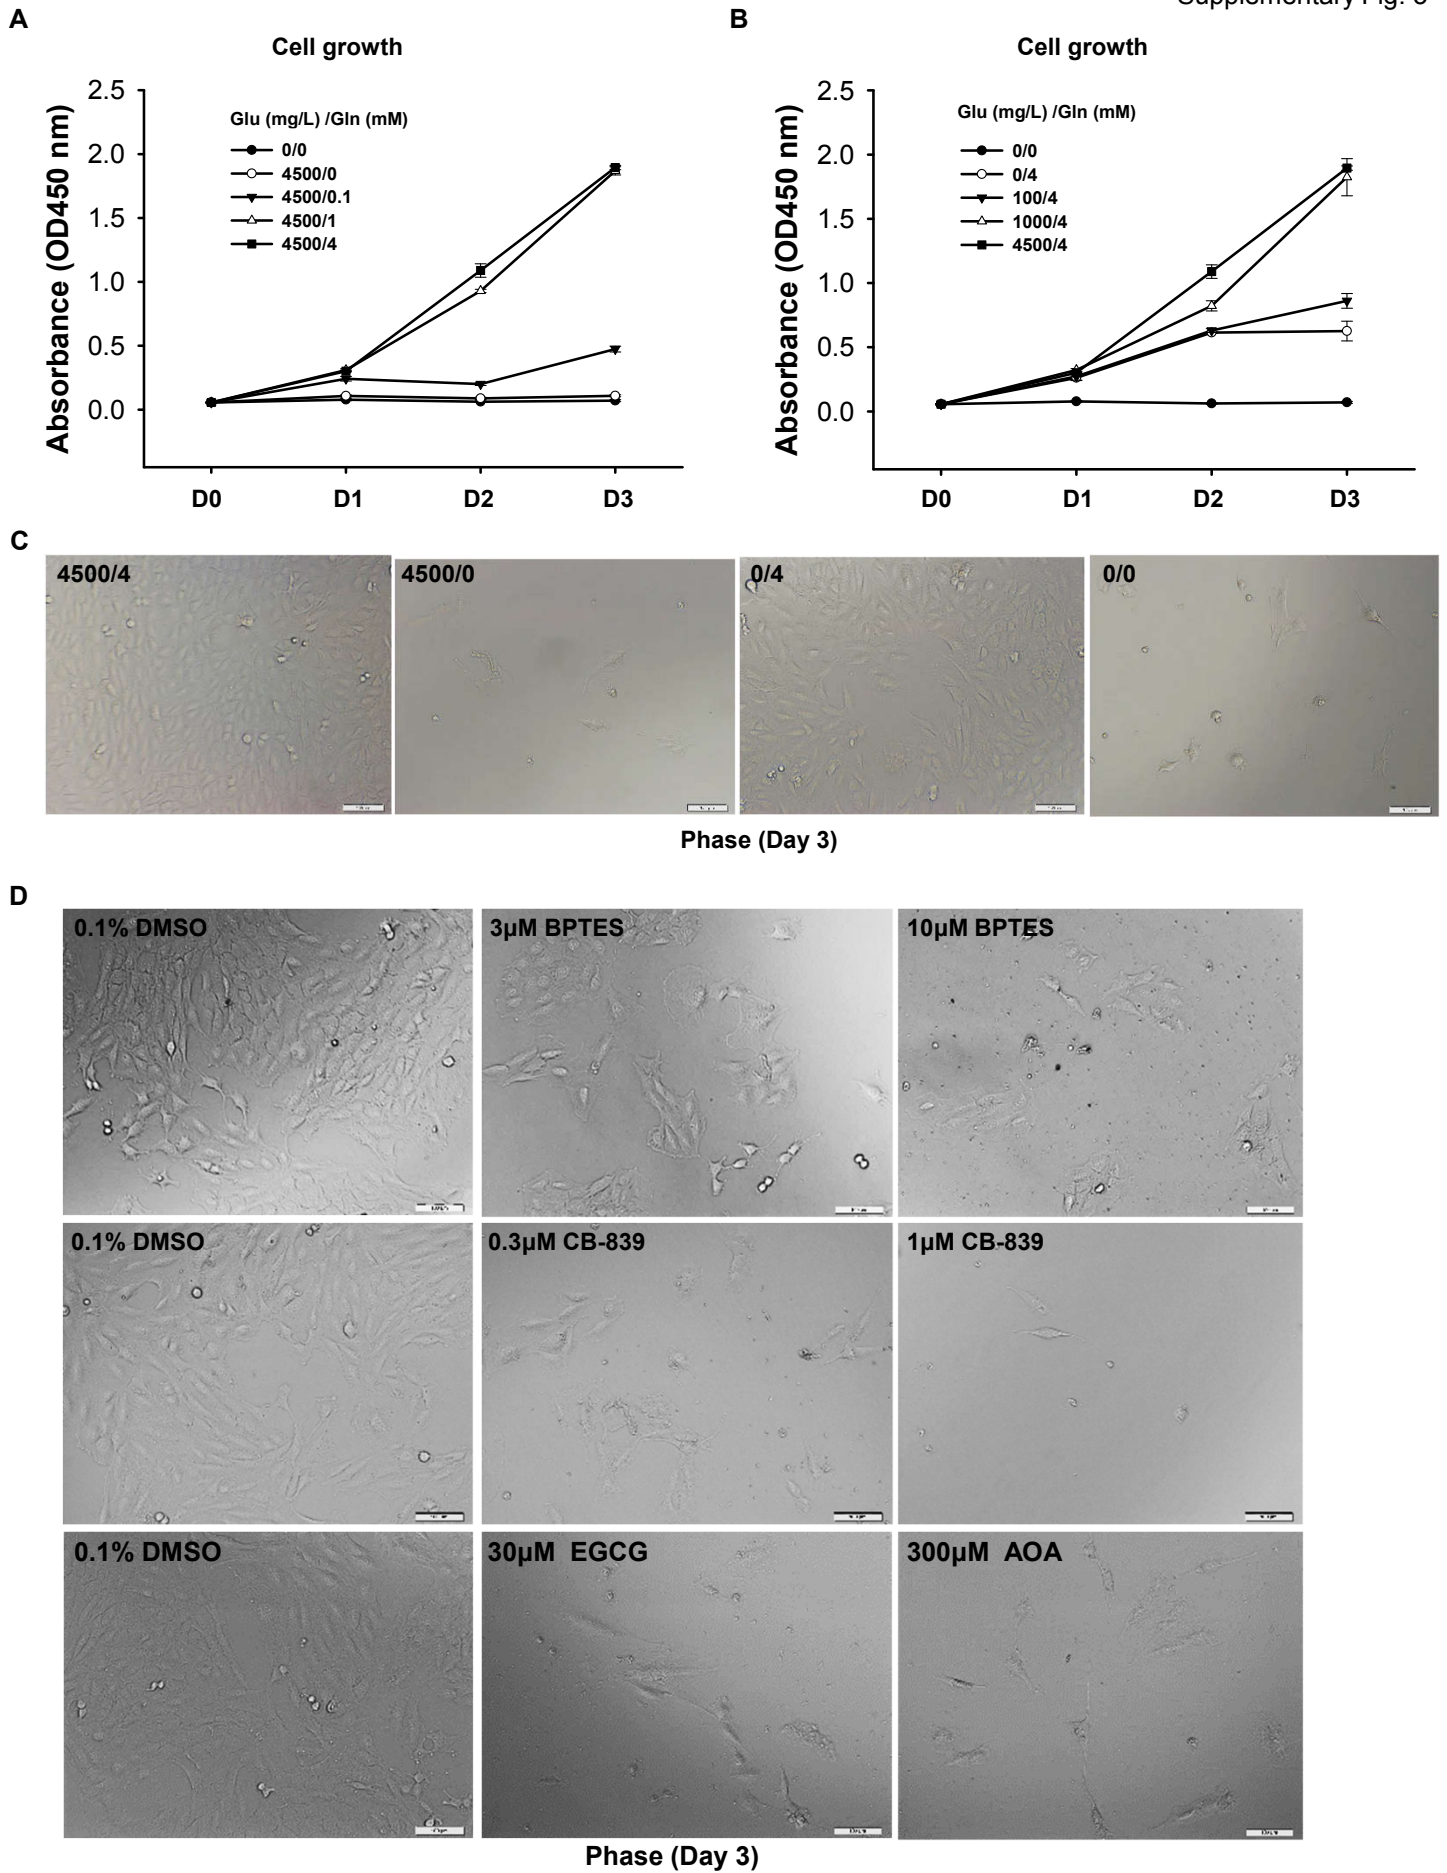 A
Cell growth
Absorbance (OD450 nm)
2.5
2.0
1.5
1.0
0.5
0.0
Glu (mg/L) /Gln (mM)
0/0
4500/0
4500/0.1
4500/1
4500/4
D0 D1 D2 D3
B
Cell growth
Absorbance (OD450 nm)
2.5
2.0
1.5
1.0
0.5
0.0
Glu (mg/L) /Gln (mM)
0/0
0/4
100/4
1000/4
4500/4
D0 D1 D2 D3
C
4500/4 4500/0 0/4 0/0
Phase (Day 3)
D
0.1% DMSO 3µM BPTES 10µM BPTES
0.1% DMSO 0.3µM CB-839 1µM CB-839
0.1% DMSO 30µM EGCG 300µM AOA
Phase (Day 3)